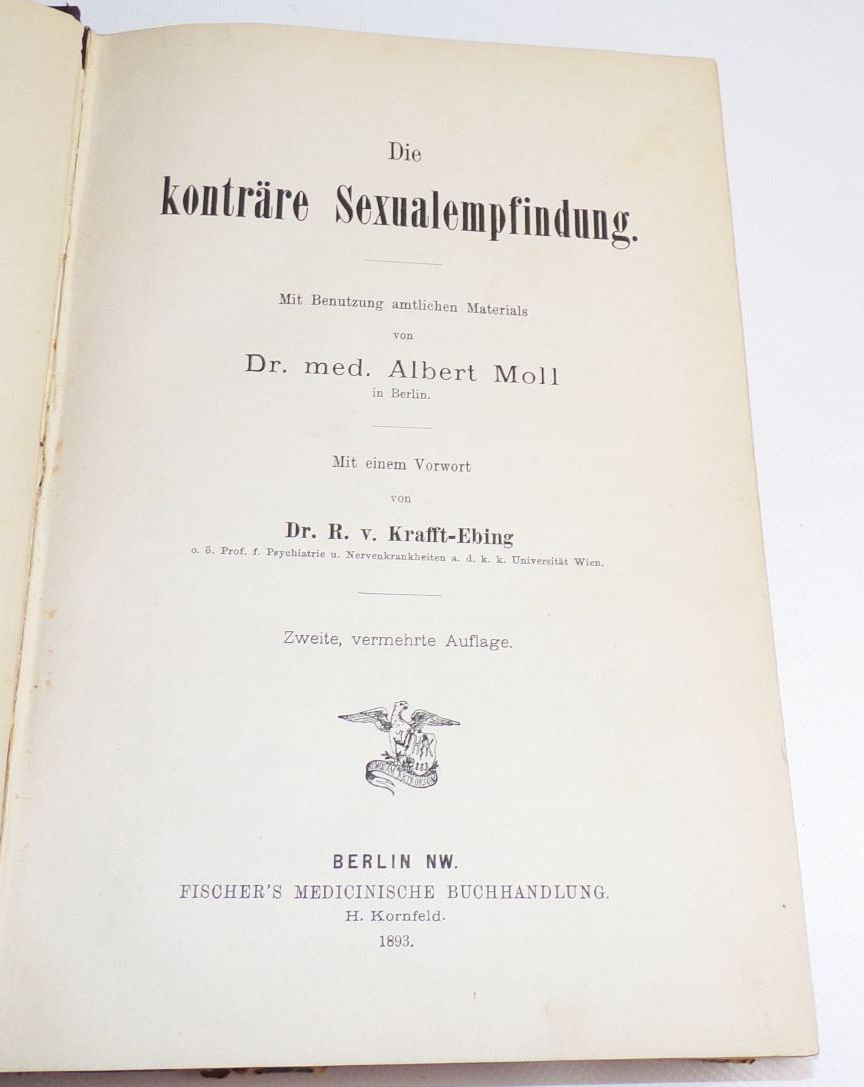 Die
konträre Sexualempfindung.
Mit Benutzung amtlichen Materials
von
Dr. med. Albert Moll
in Berlin.
Mit einem Vorwort
von
Dr. R. v. Krafft-Ebing
o. ö. Prof. f. Psychiatrie u. Nervenkrankheiten a. d. k. k. Universität Wien.
Zweite, vermehrte Auflage.
HK
BERLIN NW.
FISCHER'S MEDICINISCHE BUCHHANDLUNG.
H. Kornfeld.
1893.